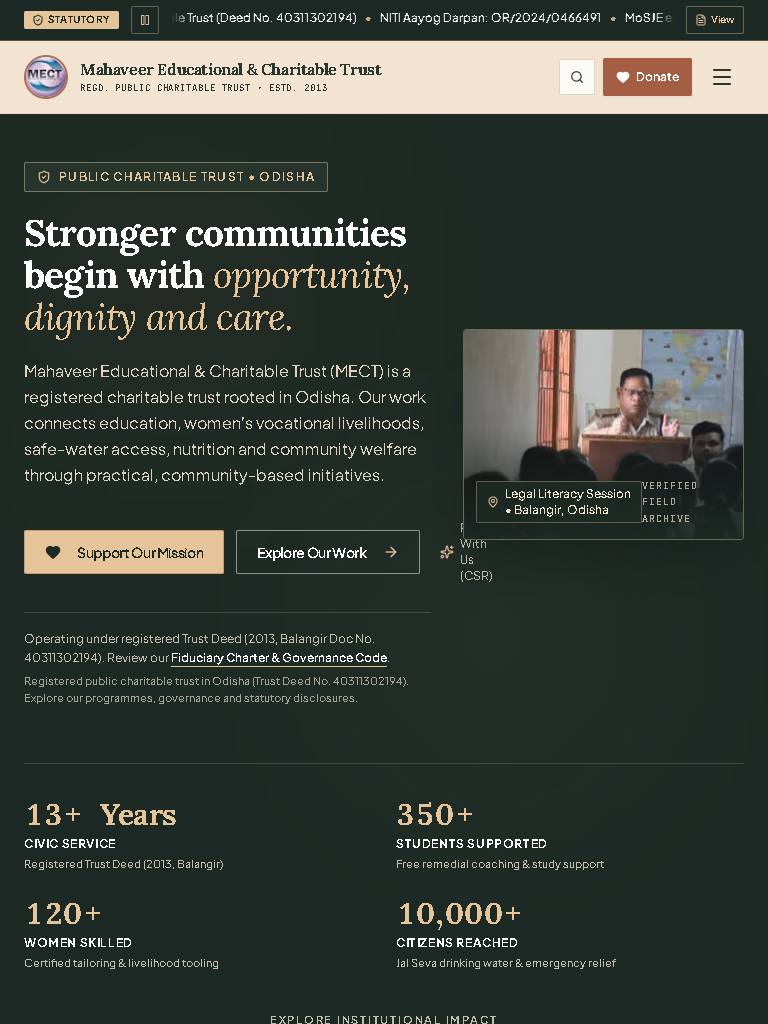 STATUTORY
le Trust (Deed No. 40311302194) • NITI Aayog Darpan: OR/2024/0466491 • MoSJE
View
MECT
Mahaveer Educational & Charitable Trust
REGD. PUBLIC CHARITABLE TRUST • ESTD. 2013
Donate
PUBLIC CHARITABLE TRUST • ODISHA
Stronger communities
begin with opportunity,
dignity and care.
Mahaveer Educational & Charitable Trust (MECT) is a
registered charitable trust rooted in Odisha. Our work
connects education, women's vocational livelihoods,
safe-water access, nutrition and community welfare
through practical, community-based initiatives.
Legal Literacy Session
• Balangir, Odisha
VERIFIED
FIELD
ARCHIVE
Support Our Mission
Explore Our Work
With
Us
(CSR)
Operating under registered Trust Deed (2013, Balangir Doc No.
40311302194). Review our Fiduciary Charter & Governance Code.
Registered public charitable trust in Odisha (Trust Deed No. 40311302194).
Explore our programmes, governance and statutory disclosures.
13+ Years
CIVIC SERVICE
Registered Trust Deed (2013, Balangir)
350+
STUDENTS SUPPORTED
Free remedial coaching & study support
120+
WOMEN SKILLED
Certified tailoring & livelihood tooling
10,000+
CITIZENS REACHED
Jal Seva drinking water & emergency relief
EXPLORE INSTITUTIONAL IMPACT